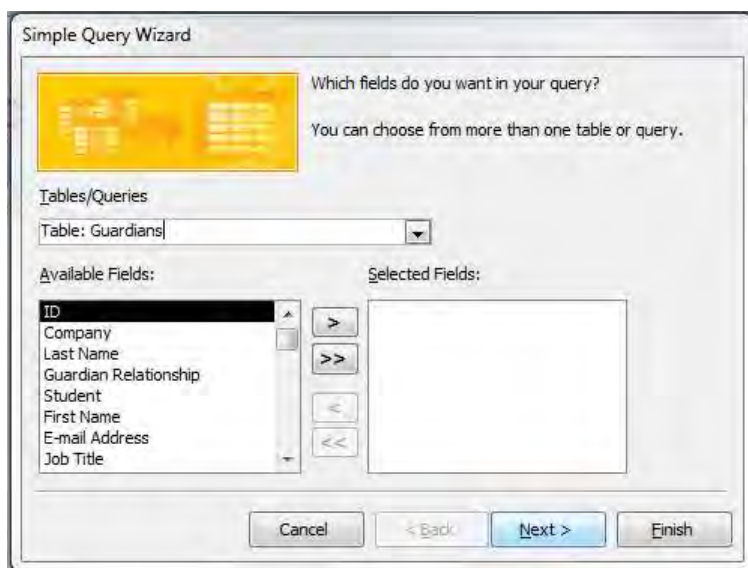 Simple Query Wizard
Which fields do you want in your query?
You can choose from more than one table or query.
Tables/Queries
Table: Guardians
Available Fields:
Selected Fields:
ID
Company
Last Name
Guardian Relationship
Student
First Name
E-mail Address
Job Title
>
>>
<
<<
Cancel
< Back
Next >
Finish